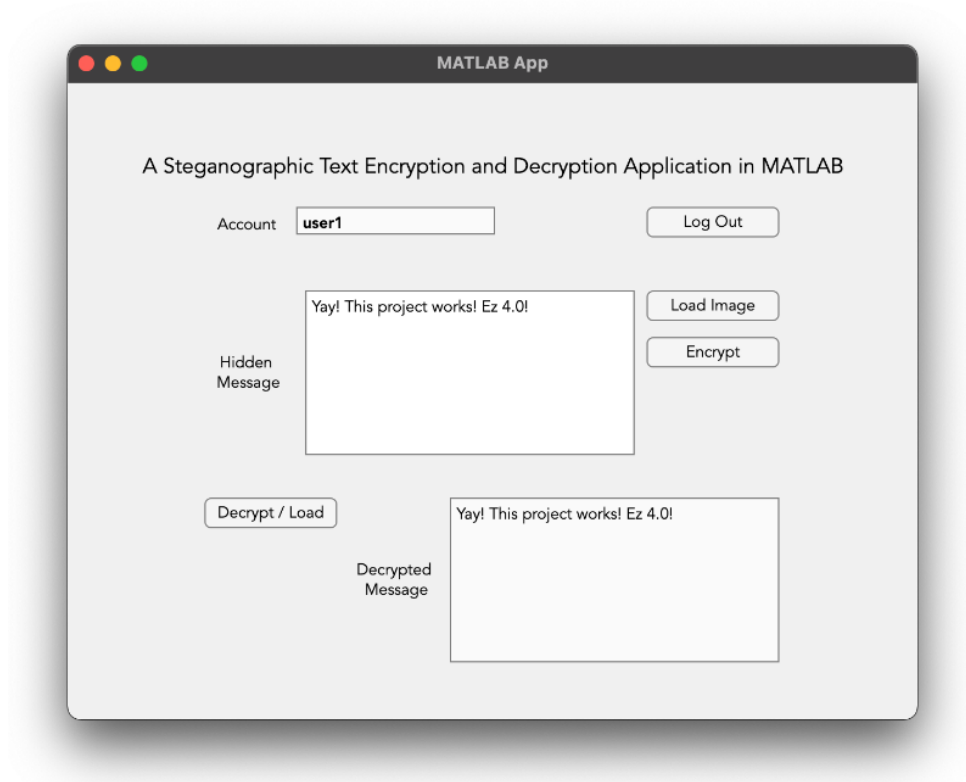 MATLAB App
A Steganographic Text Encryption and Decryption Application in MATLAB
Account
user1
Log Out
Yay! This project works! Ez 4.0!
Load Image
Encrypt
Hidden
Message
Decrypt / Load
Yay! This project works! Ez 4.0!
Decrypted
Message